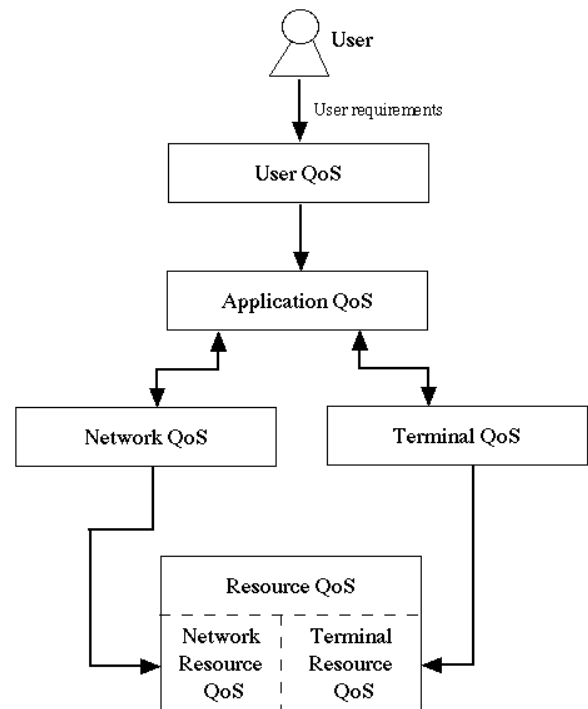 User
User requirements
User QoS
Application QoS
Network QoS
Terminal QoS
Resource QoS
Network
Resource
QoS
Terminal
Resource
QoS